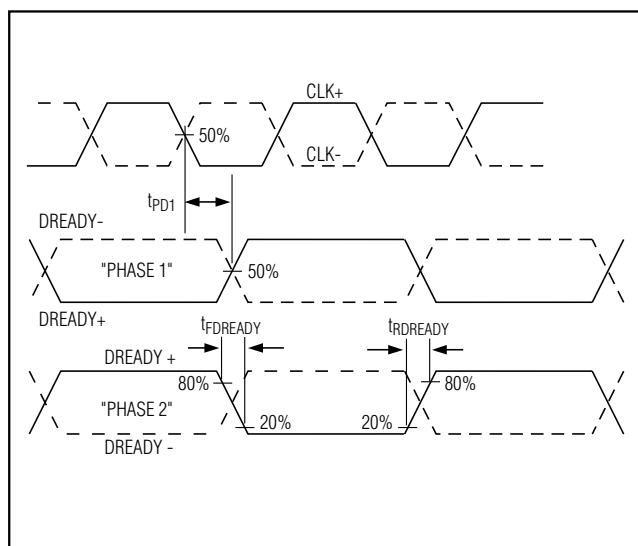 CLK+
50%
CLK-
tPD1
DREADY-
"PHASE 1"
50%
DREADY+
tFDREADY
tRDREADY
DREADY +
80%
80%
"PHASE 2"
20%
20%
DREADY -